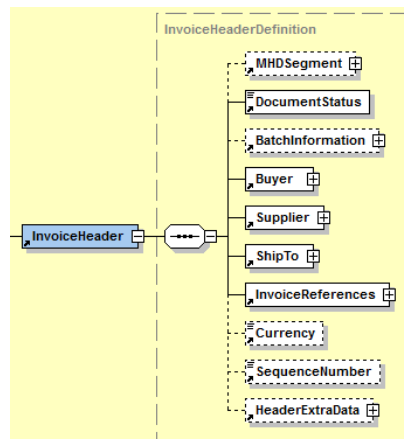 InvoiceHeaderDefinition
MHDSegment
DocumentStatus
BatchInformation
Buyer
InvoiceHeader
Supplier
ShipTo
InvoiceReferences
Currency
SequenceNumber
HeaderExtraData